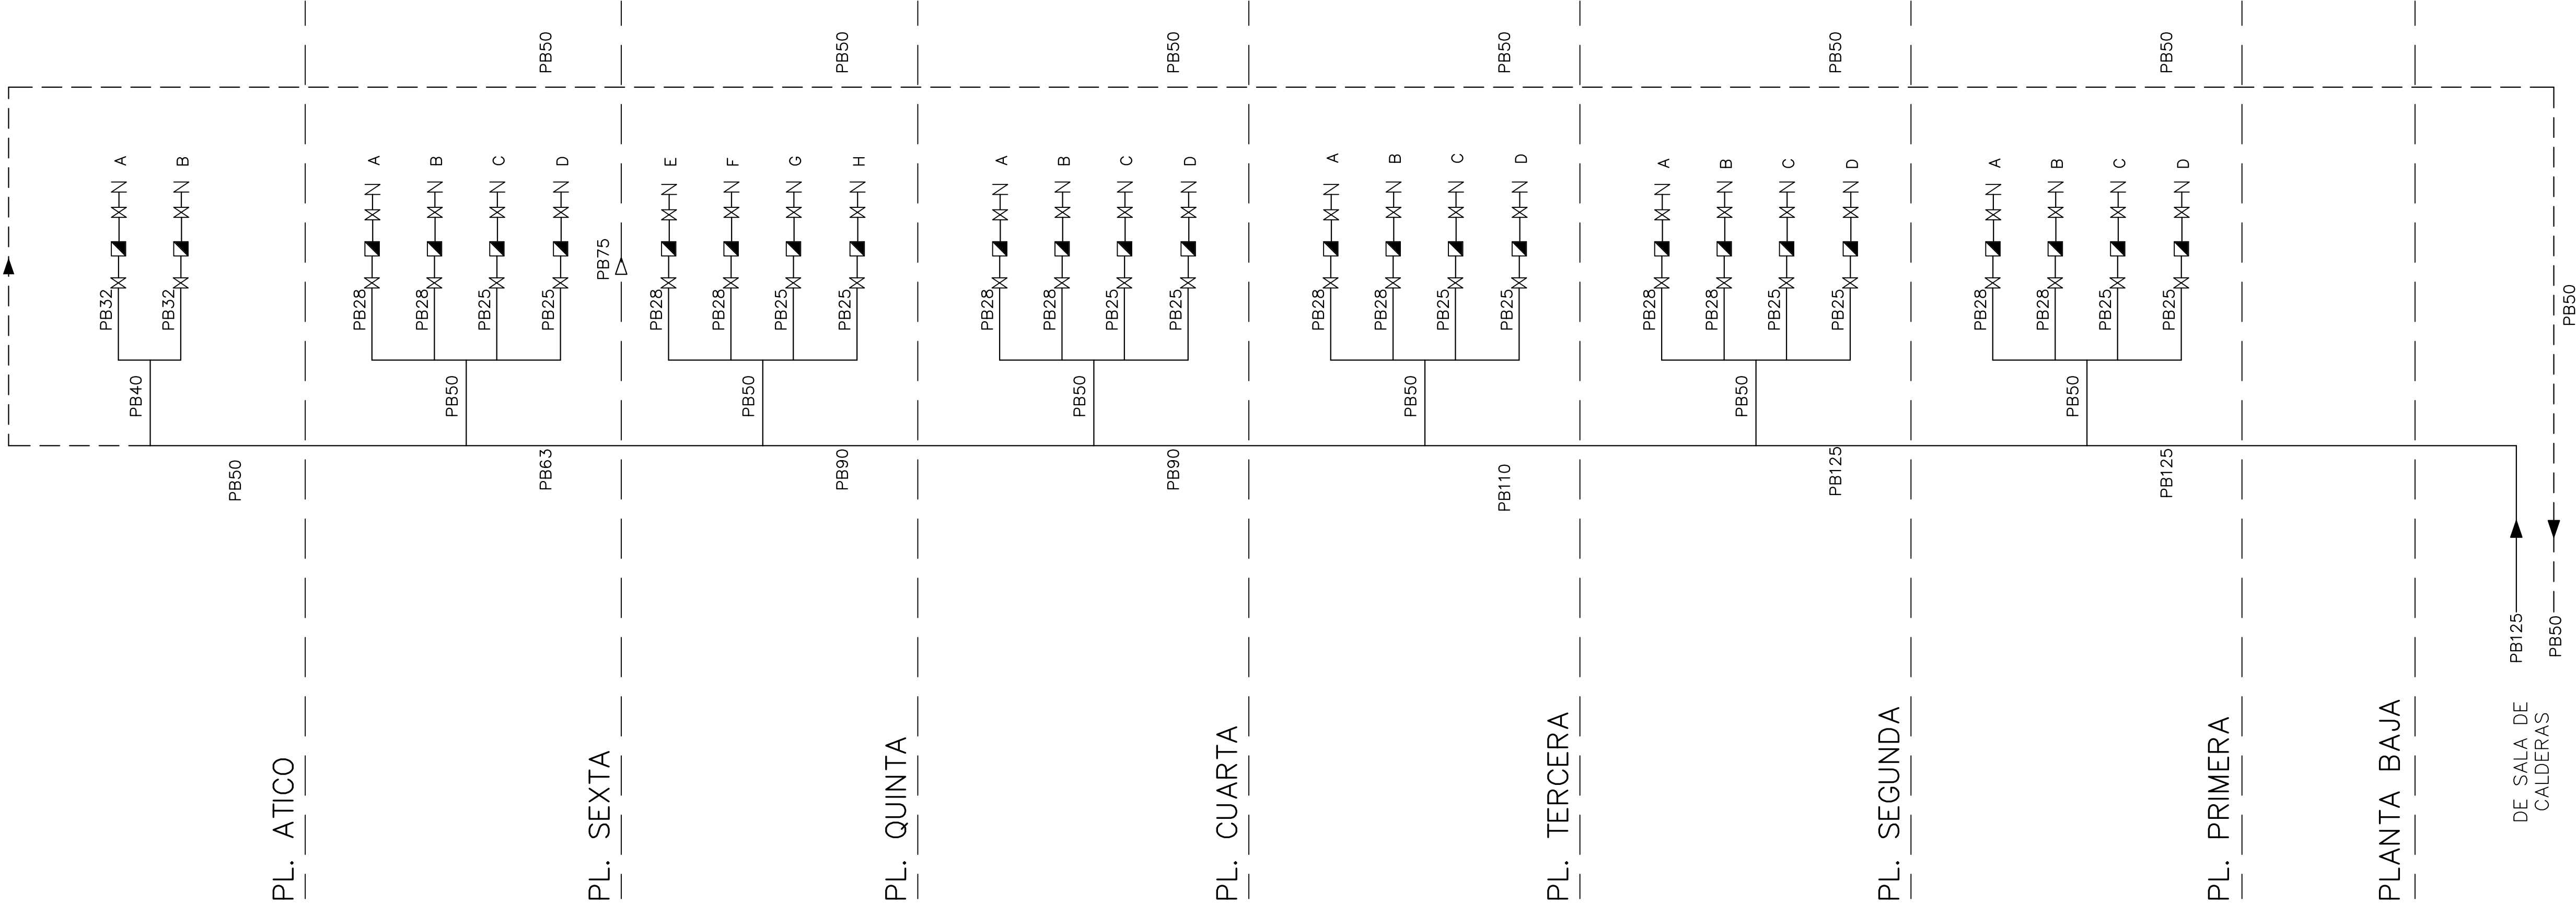 PB32
A
PB40
PB32
B
PB50
PL. ATICO
PB28
A
PB28
B
PB50
PB25
C
PB63
PB25
D
PB50
PL. SEXTA
PB75
PB28
E
PB28
F
PB50
PB25
G
PB90
PB25
H
PB50
PL. QUINTA
PB28
A
PB28
B
PB50
PB25
C
PB90
PB25
D
PB50
PL. CUARTA
PB28
A
PB28
B
PB50
PB25
C
PB110
PB25
D
PB50
PL. TERCERA
PB28
A
PB28
B
PB50
PB25
C
PB125
PB25
D
PB50
PL. SEGUNDA
PB28
A
PB28
B
PB50
PB25
C
PB125
PB25
D
PB50
PL. PRIMERA
PLANTA BAJA
DE SALA DE
CALDERAS
PB125
PB50
PB50